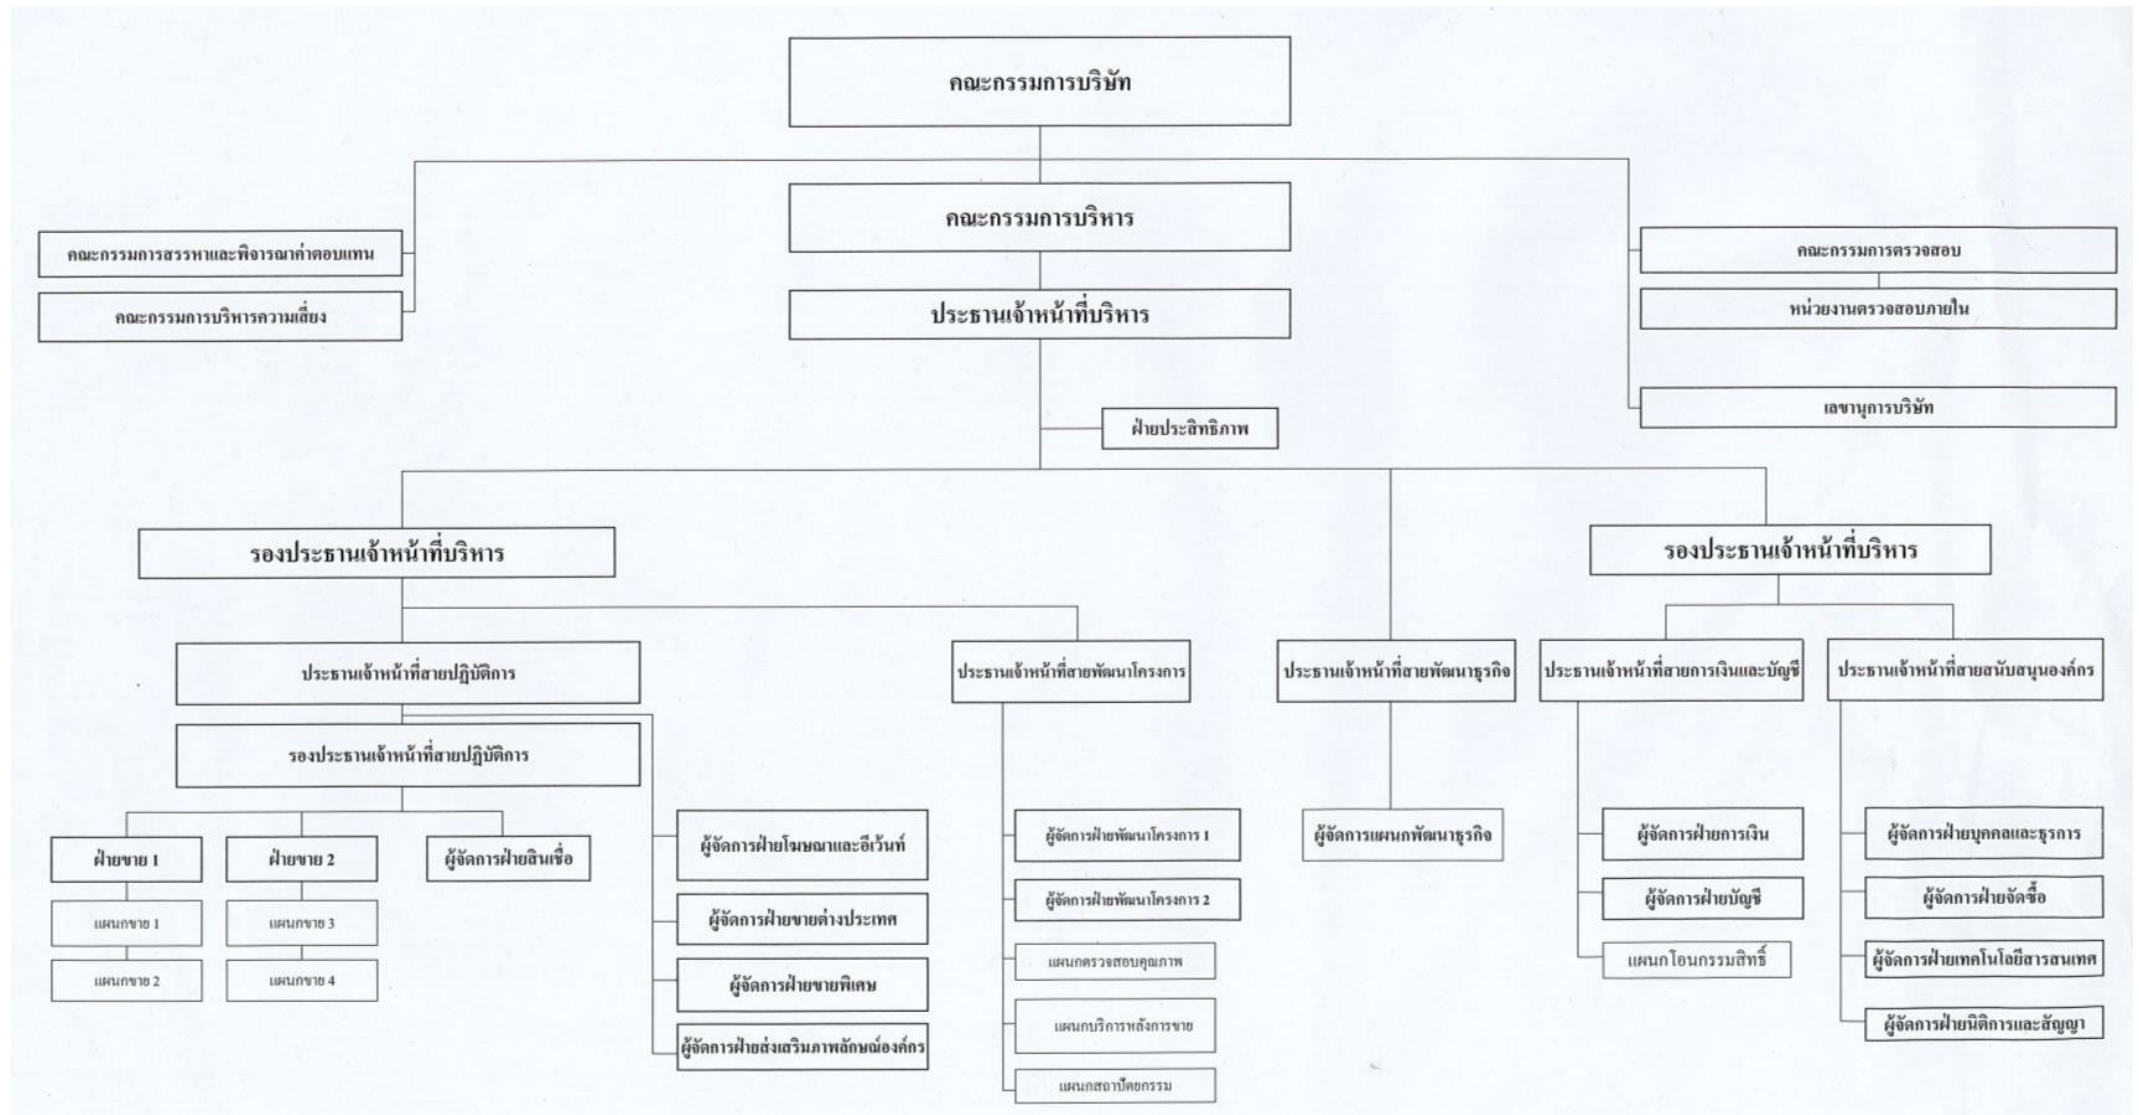 คณะกรรมการบริษัท
คณะกรรมการบริหาร
คณะกรรมการสรรหาและพิจารณาค่าตอบแทน
คณะกรรมการตรวจสอบ
คณะกรรมการบริหารความเสี่ยง
ประธานเจ้าหน้าที่บริหาร
หน่วยงานตรวจสอบภายใน
เลขานุการบริษัท
ฝ่ายประสิทธิภาพ
รองประธานเจ้าหน้าที่บริหาร
รองประธานเจ้าหน้าที่บริหาร
ประธานเจ้าหน้าที่สายปฏิบัติการ
ประธานเจ้าหน้าที่สายพัฒนาโครงการ
ประธานเจ้าหน้าที่สายพัฒนาธุรกิจ
ประธานเจ้าหน้าที่สายการเงินและบัญชี
ประธานเจ้าหน้าที่สายสนับสนุนองค์กร
รองประธานเจ้าหน้าที่สายปฏิบัติการ
ฝ่ายขาย 1
ฝ่ายขาย 2
ผู้จัดการฝ่ายสินเชื่อ
แผนกขาย 1
แผนกขาย 3
แผนกขาย 2
แผนกขาย 4
ผู้จัดการฝ่ายโฆษณาและอีเว้นท์
ผู้จัดการฝ่ายขายต่างประเทศ
ผู้จัดการฝ่ายขายพิเศษ
ผู้จัดการฝ่ายส่งเสริมภาพลักษณ์องค์กร
ผู้จัดการฝ่ายพัฒนาโครงการ 1
ผู้จัดการฝ่ายพัฒนาโครงการ 2
แผนกตรวจสอบคุณภาพ
แผนกบริการหลังการขาย
แผนกสถาปัตยกรรม
ผู้จัดการแผนกพัฒนาธุรกิจ
ผู้จัดการฝ่ายการเงิน
ผู้จัดการฝ่ายบัญชี
แผนกโอนกรรมสิทธิ์
ผู้จัดการฝ่ายบุคคลและธุรการ
ผู้จัดการฝ่ายจัดซื้อ
ผู้จัดการฝ่ายเทคโนโลยีสารสนเทศ
ผู้จัดการฝ่ายนิติการและสัญญา